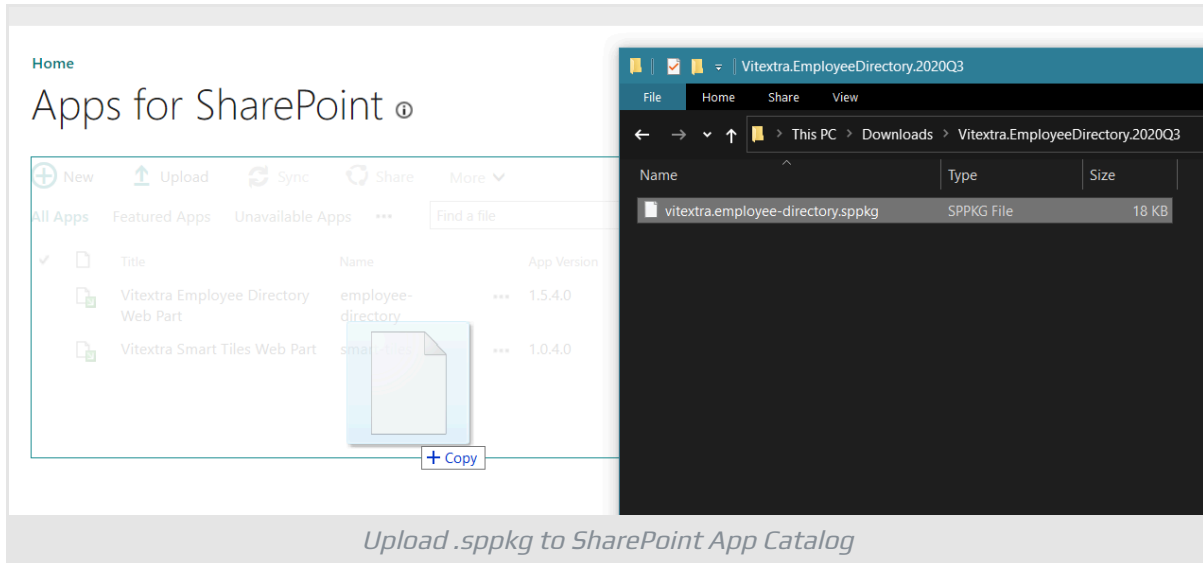 Home
Apps for SharePoint
New Upload Sync Share More
All Apps Featured Apps Unavailable Apps ••• Find a file
Title Name App Version
Vitextra Employee Directory Web Part employee-directory ••• 1.5.4.0
Vitextra Smart Tiles Web Part ••• 1.0.4.0
+ Copy
Vitextra.EmployeeDirectory.2020Q3
File Home Share View
This PC > Downloads > Vitextra.EmployeeDirectory.2020Q3
Name Type Size
vitextra.employee-directory.sppkg SPPKG File 18 KB
Upload .sppkg to SharePoint App Catalog